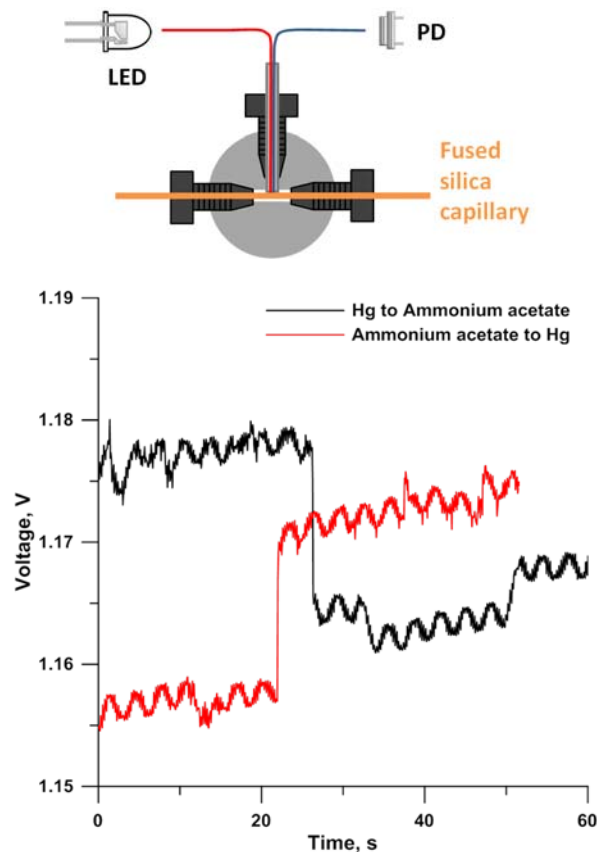 LED
PD
Fused
silica
capillary
1.19
Hg to Ammonium acetate
Ammonium acetate to Hg
1.18
1.17
Voltage, V
1.16
1.15
0
20
40
60
Time, s